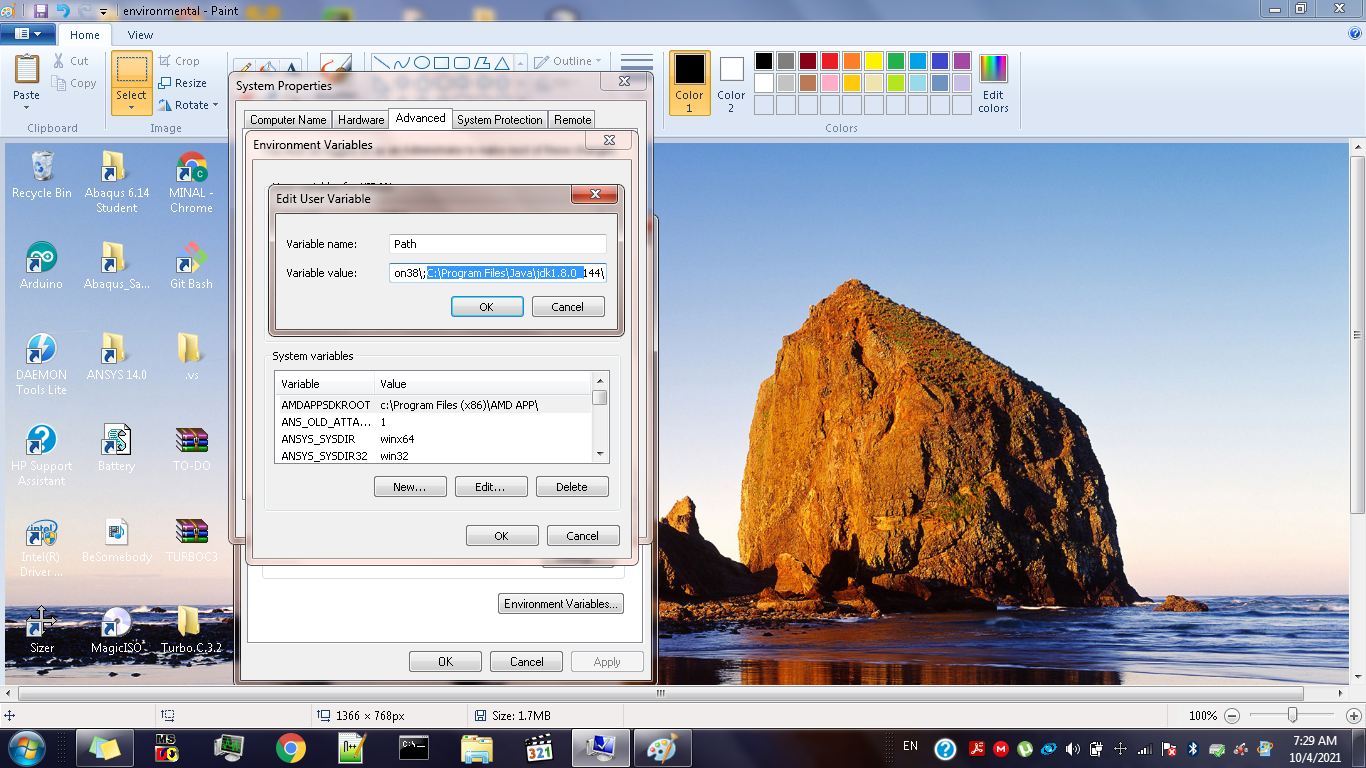 environmental - Paint
Home
View
Paste
Cut
Copy
Clipboard
Select
Crop
Resize
Rotate
Image
Outline
Color 1
Color 2
Edit colors
Colors
System Properties
Computer Name
Hardware
Advanced
System Protection
Remote
Environment Variables
Edit User Variable
Variable name:
Path
Variable value:
on38\;C:\Program Files\Java\jdk1.8.0_144\
OK
Cancel
System variables
Variable
Value
AMDAPPSDKROOT c:\Program Files (x86)\AMD APP\
ANS_OLD_ATTA... 1
ANSYS_SYSDIR winx64
ANSYS_SYSDIR32 win32
New...
Edit...
Delete
OK
Cancel
Environment Variables...
OK
Cancel
Apply
Recycle Bin
Abaqus 6.14 Student
MINAL - Chrome
Arduino
Abaqus_Sa...
Git Bash
DAEMON Tools Lite
ANSYS 14.0
.vs
HP Support Assistant
Battery
TO-DO
Intel(R) Driver ...
BeSomebody
TURBOC3
Sizer
MagicISO
Turbo.C.3.2
1366 × 768px
Size: 1.7MB
100%
EN
7:29 AM
10/4/2021